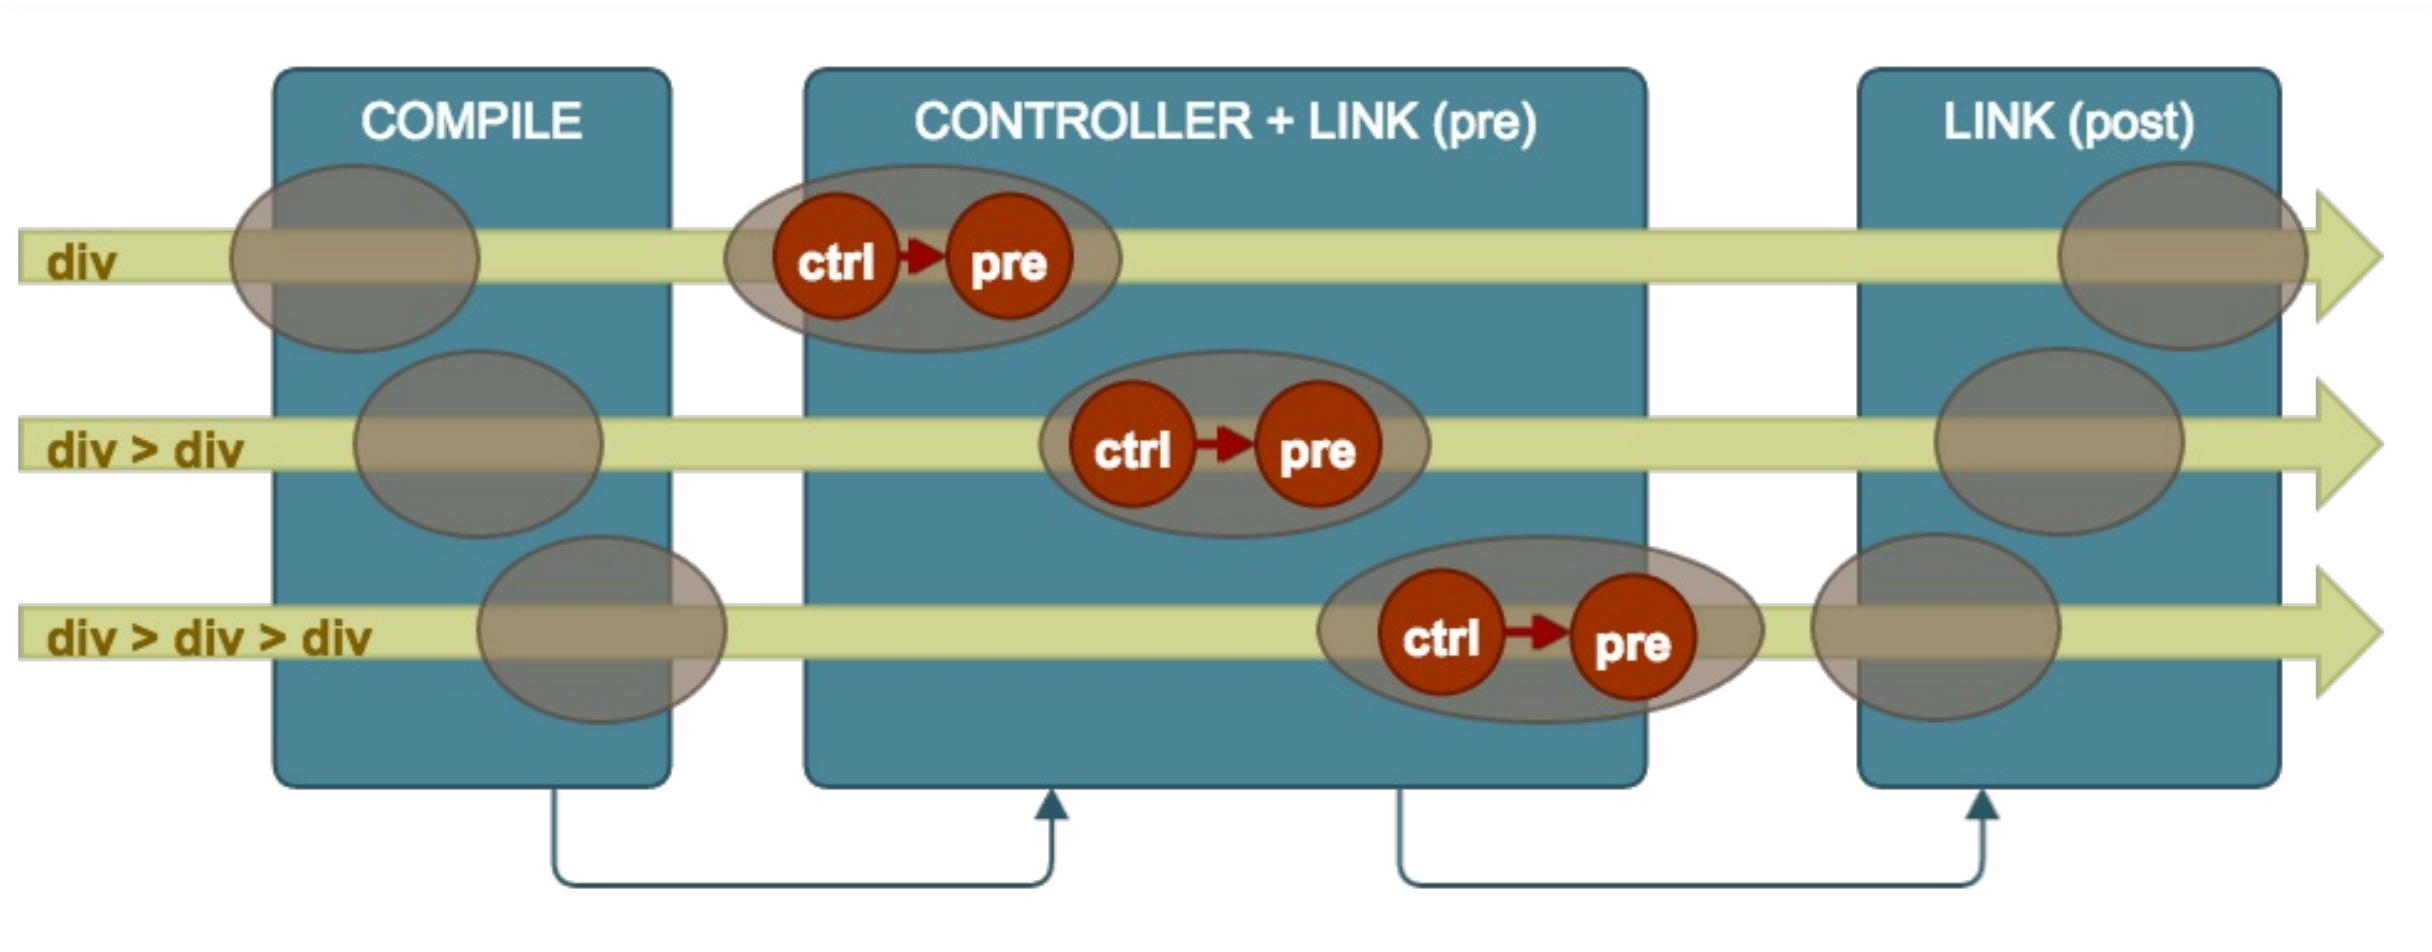 COMPILE
CONTROLLER + LINK (pre)
LINK (post)
div
ctrl
pre
div > div
ctrl
pre
div > div > div
ctrl
pre